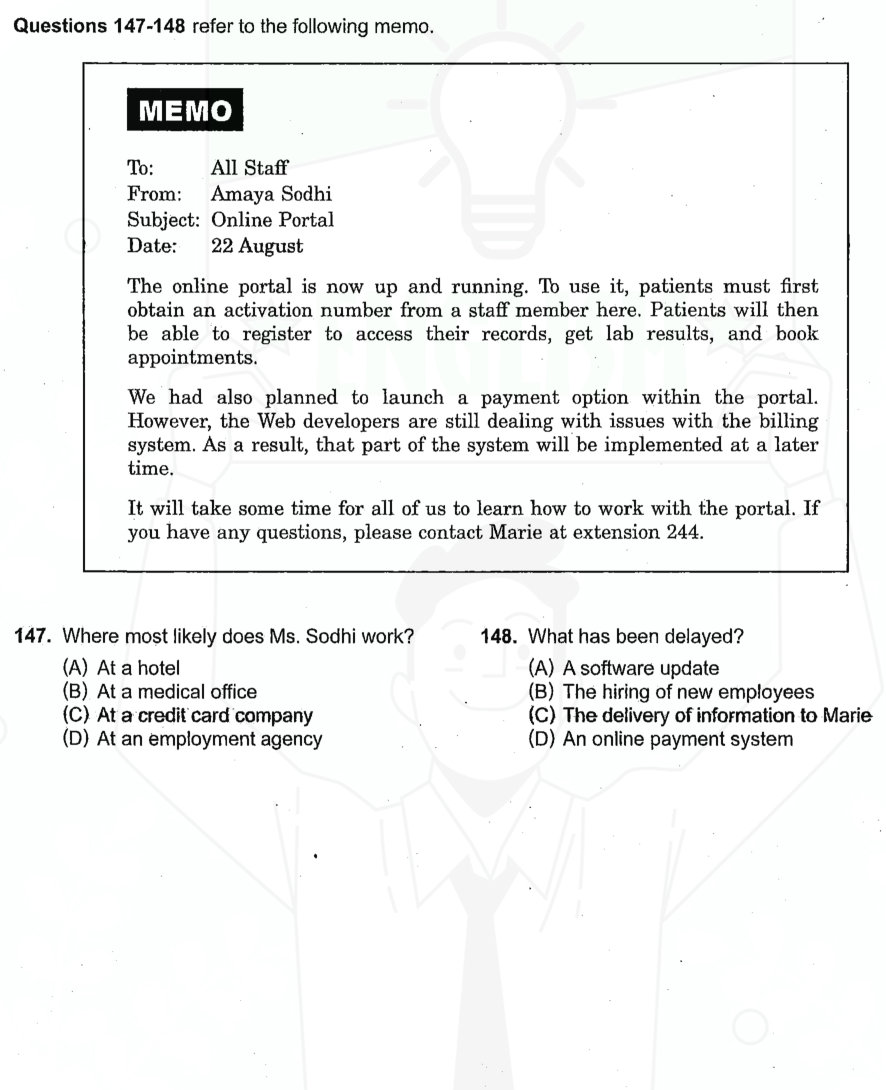 Questions 147-148 refer to the following memo.
MEMO
To: All Staff
From: Amaya Sodhi
Subject: Online Portal
Date: 22 August
The online portal is now up and running. To use it, patients must first
obtain an activation number from a staff member here. Patients will then
be able to register to access their records, get lab results, and book
appointments.
We had also planned to launch a payment option within the portal.
However, the Web developers are still dealing with issues with the billing
system. As a result, that part of the system will be implemented at a later
time.
It will take some time for all of us to learn how to work with the portal. If
you have any questions, please contact Marie at extension 244.
147. Where most likely does Ms. Sodhi work?
(A) At a hotel
(B) At a medical office
(C) At a credit card company
(D) At an employment agency
148. What has been delayed?
(A) A software update
(B) The hiring of new employees
(C) The delivery of information to Marie
(D) An online payment system